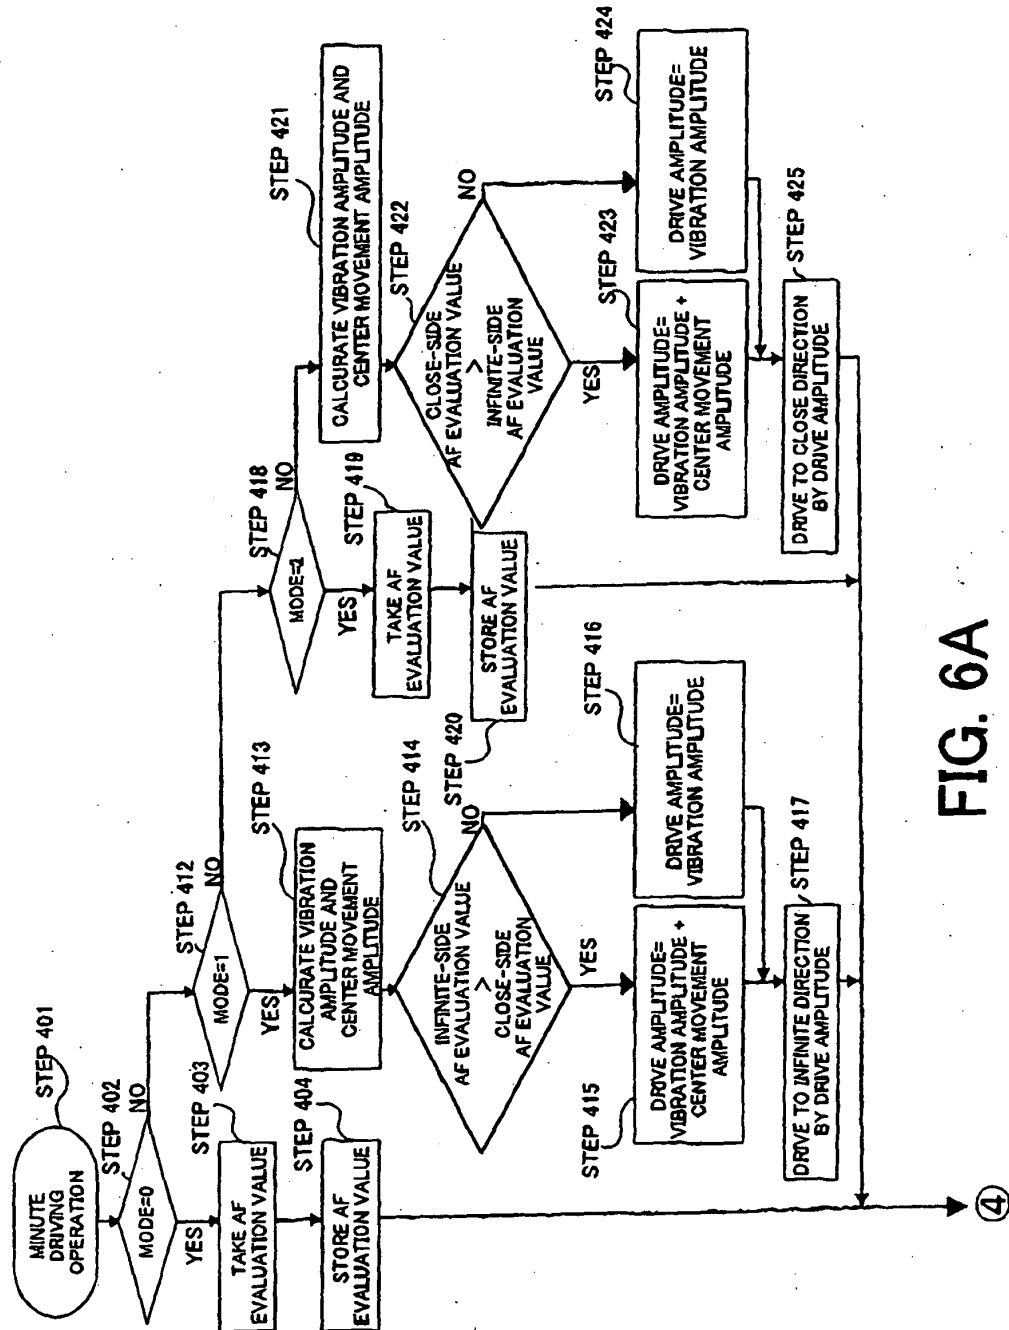 MINUTE
DRIVING
OPERATION
STEP 401
MODE=0
STEP 402
NO
YES
TAKE AF
EVALUATION VALUE
STEP 403
STORE AF
EVALUATION VALUE
STEP 404
MODE=1
STEP 412
NO
YES
CALCURATE VIBRATION
AMPLITUDE AND
CENTER MOVEMENT
AMPLITUDE
STEP 413
INFINITE-SIDE
AF EVALUATION VALUE
>
CLOSE-SIDE
AF EVALUATION
VALUE
STEP 414
NO
YES
DRIVE AMPLITUDE=
VIBRATION AMPLITUDE +
CENTER MOVEMENT
AMPLITUDE
STEP 415
DRIVE AMPLITUDE=
VIBRATION AMPLITUDE
STEP 416
DRIVE TO INFINITE DIRECTION
BY DRIVE AMPLITUDE
STEP 417
MODE=2
STEP 418
NO
YES
TAKE AF
EVALUATION VALUE
STEP 419
STORE AF
EVALUATION VALUE
STEP 420
CALCURATE VIBRATION AMPLITUDE AND
CENTER MOVEMENT AMPLITUDE
STEP 421
CLOSE-SIDE
AF EVALUATION VALUE
>
INFINITE-SIDE
AF EVALUATION
VALUE
STEP 422
NO
YES
DRIVE AMPLITUDE=
VIBRATION AMPLITUDE +
CENTER MOVEMENT
AMPLITUDE
STEP 423
DRIVE AMPLITUDE=
VIBRATION AMPLITUDE
STEP 424
DRIVE TO CLOSE DIRECTION
BY DRIVE AMPLITUDE
STEP 425
④
FIG. 6A